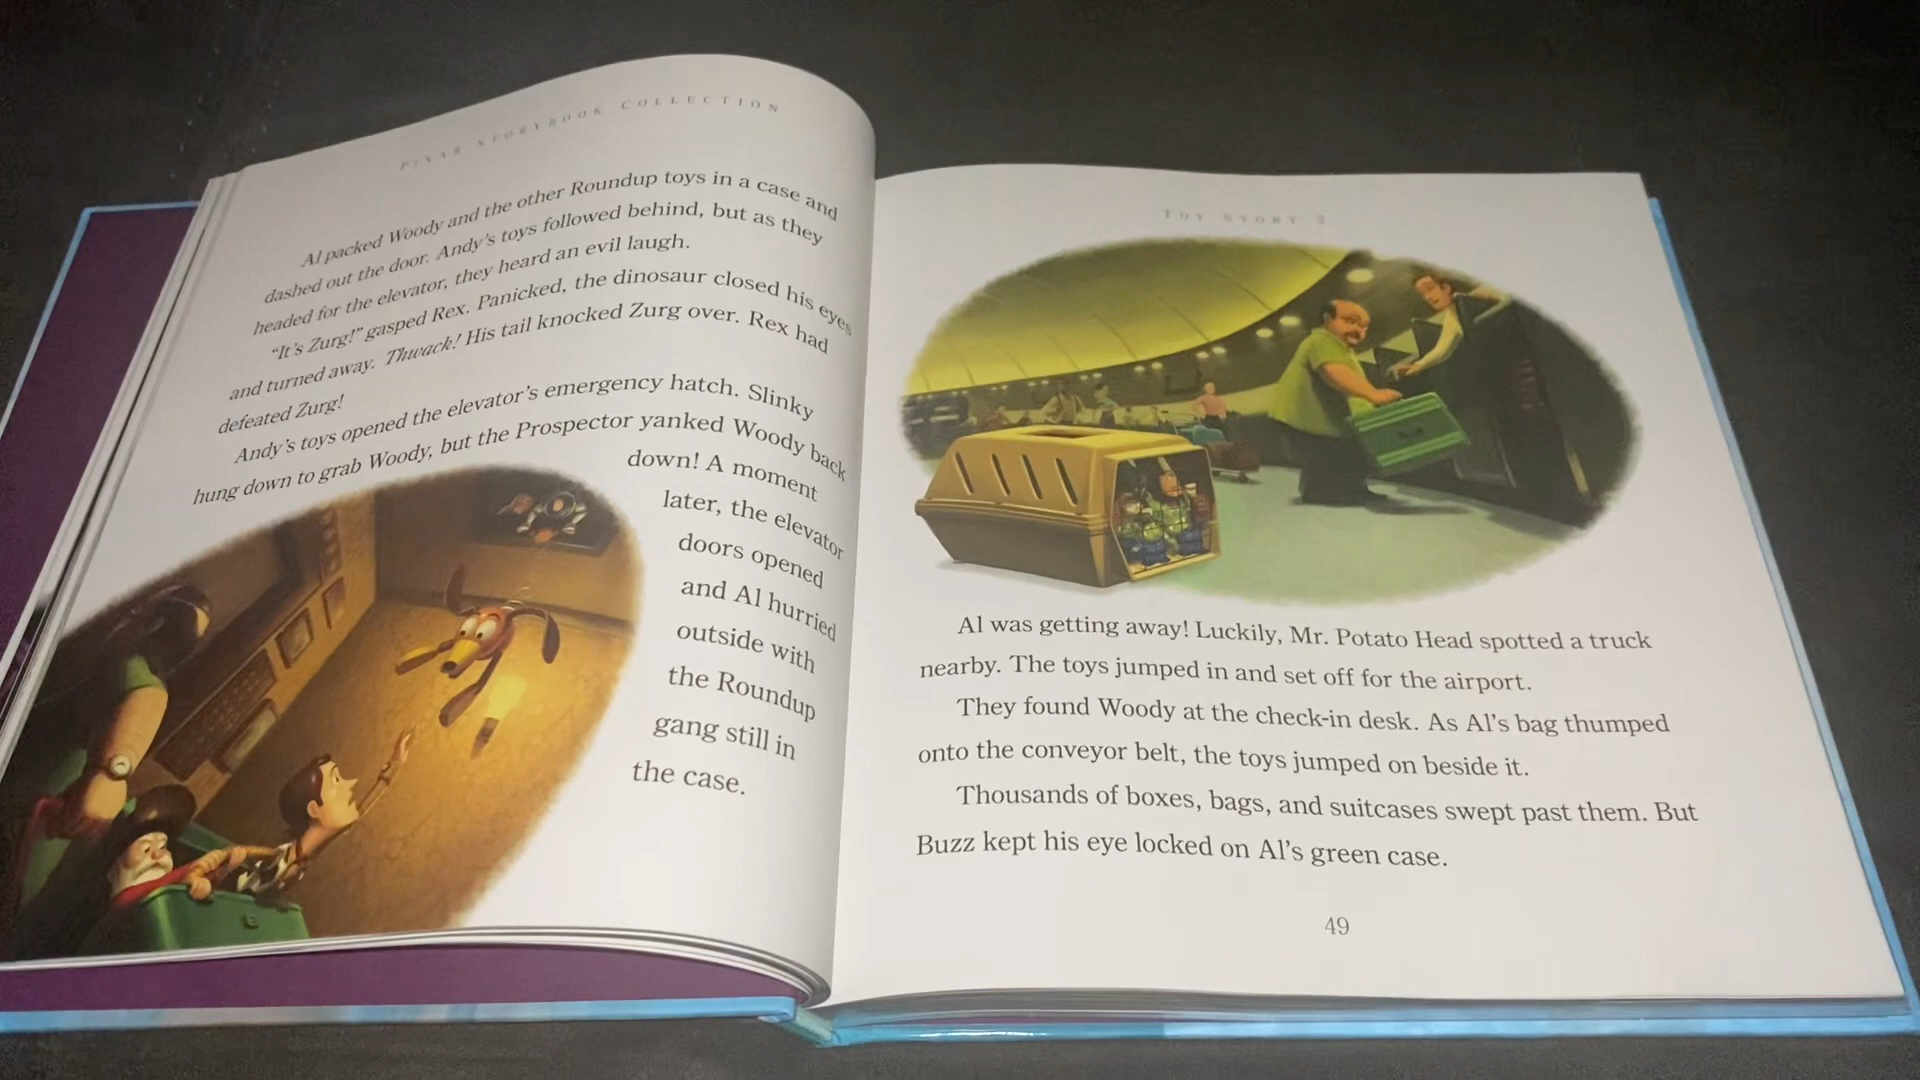 PIXAR STORYBOOK COLLECTION
Al packed Woody and the other Roundup toys in a case and
dashed out the door. Andy's toys followed behind, but as they
headed for the elevator, they heard an evil laugh.
"It's Zurg!" gasped Rex. Panicked, the dinosaur closed his eyes
and turned away. Thwack! His tail knocked Zurg over. Rex had
defeated Zurg!
Andy's toys opened the elevator's emergency hatch. Slinky
hung down to grab Woody, but the Prospector yanked Woody back
down! A moment
later, the elevator
doors opened
and Al hurried
outside with
the Roundup
gang still in
the case.
TOY STORY 2
Al was getting away! Luckily, Mr. Potato Head spotted a truck
nearby. The toys jumped in and set off for the airport.
They found Woody at the check-in desk. As Al's bag thumped
onto the conveyor belt, the toys jumped on beside it.
Thousands of boxes, bags, and suitcases swept past them. But
Buzz kept his eye locked on Al's green case.
49